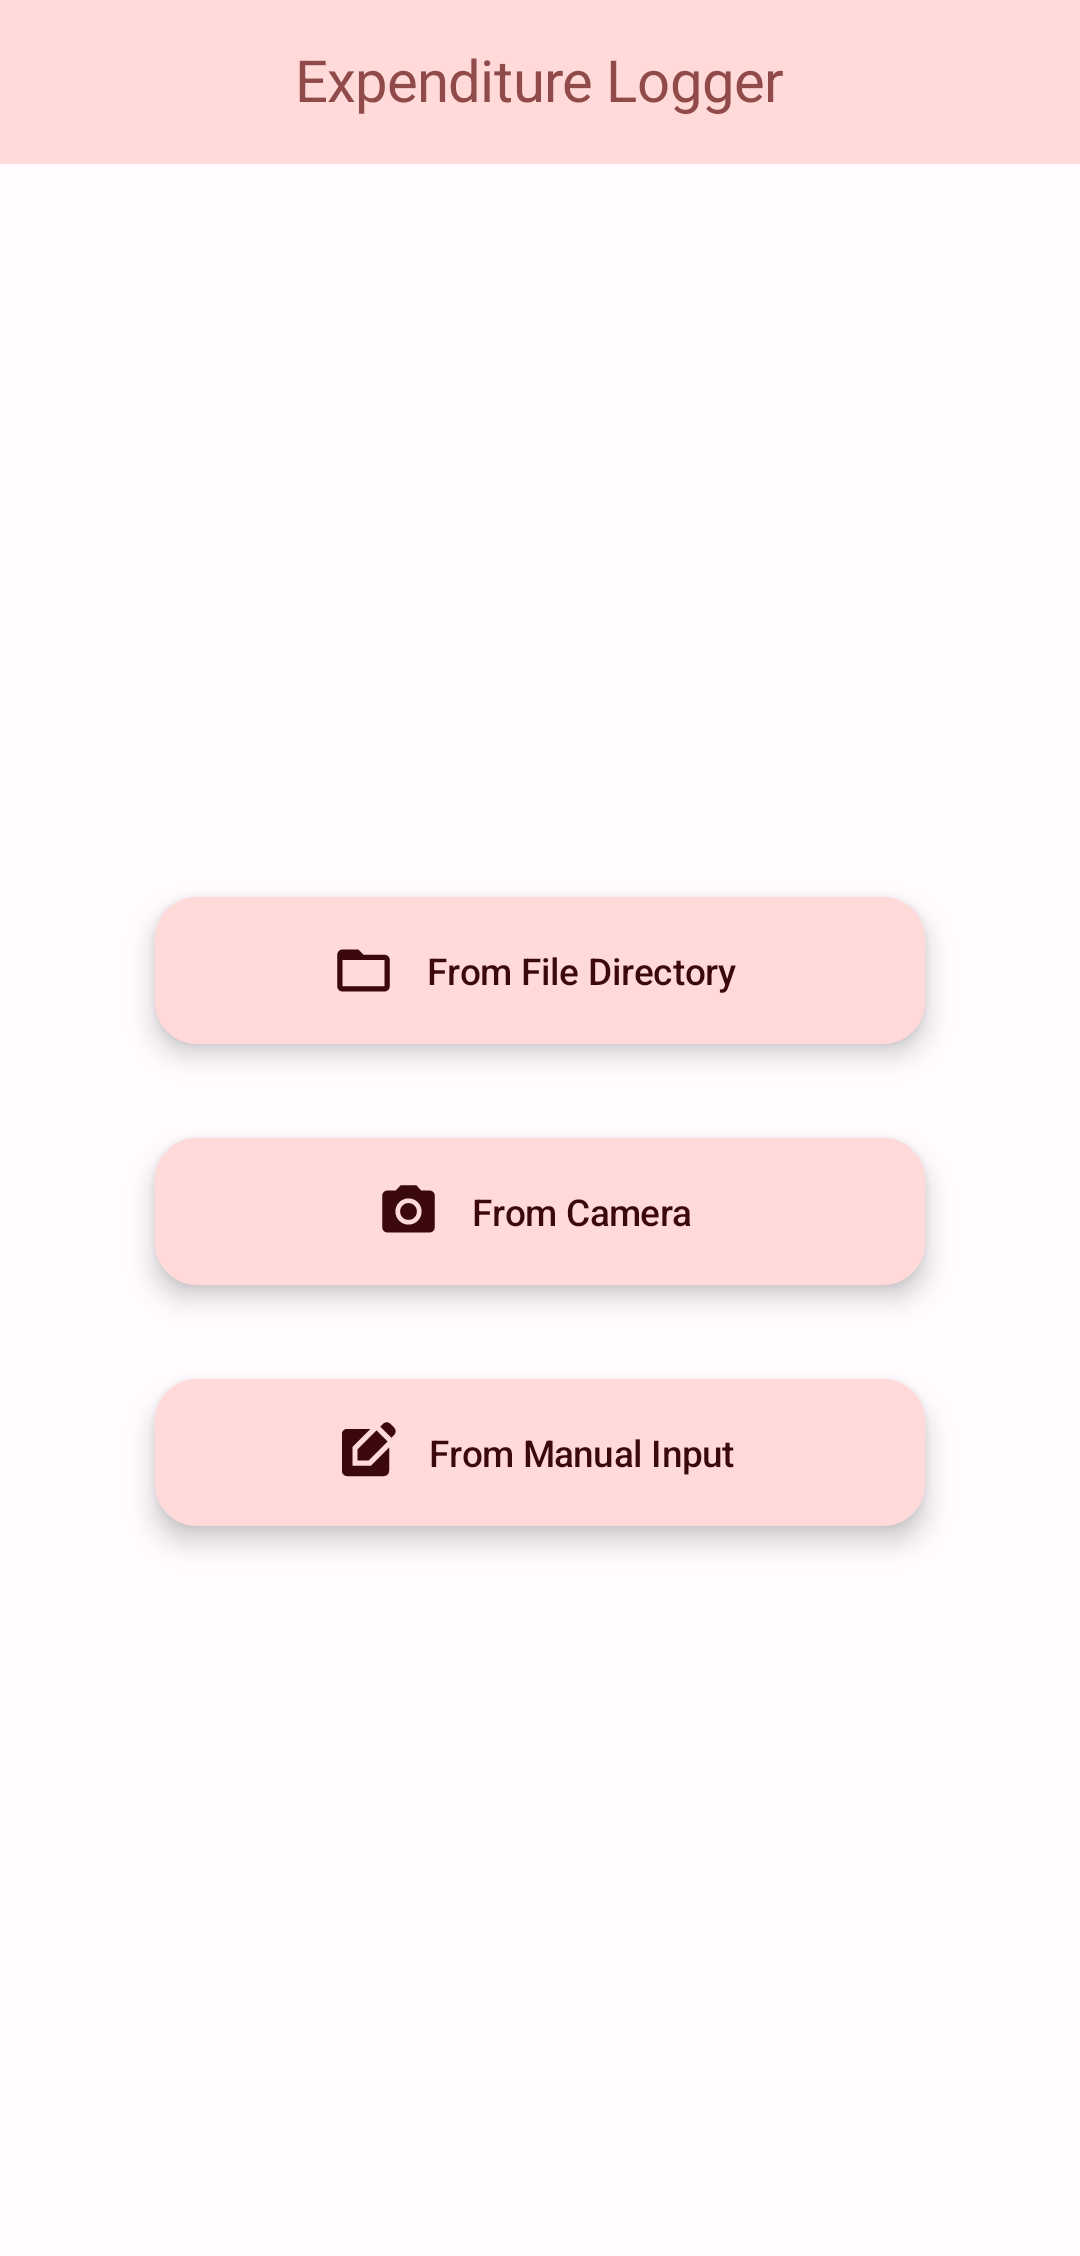 Expenditure Logger
From File Directory
From Camera
From Manual Input